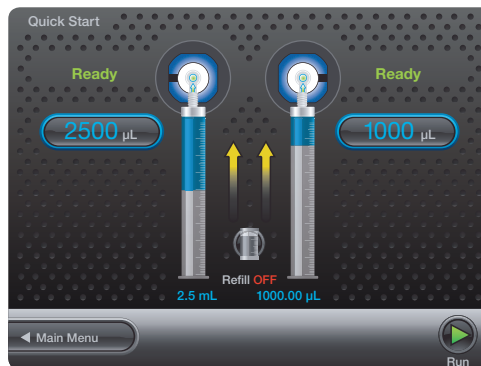 Quick Start
Ready
Ready
2500 µL
1000 µL
Refill OFF
2.5 mL
1000.00 µL
Main Menu
Run